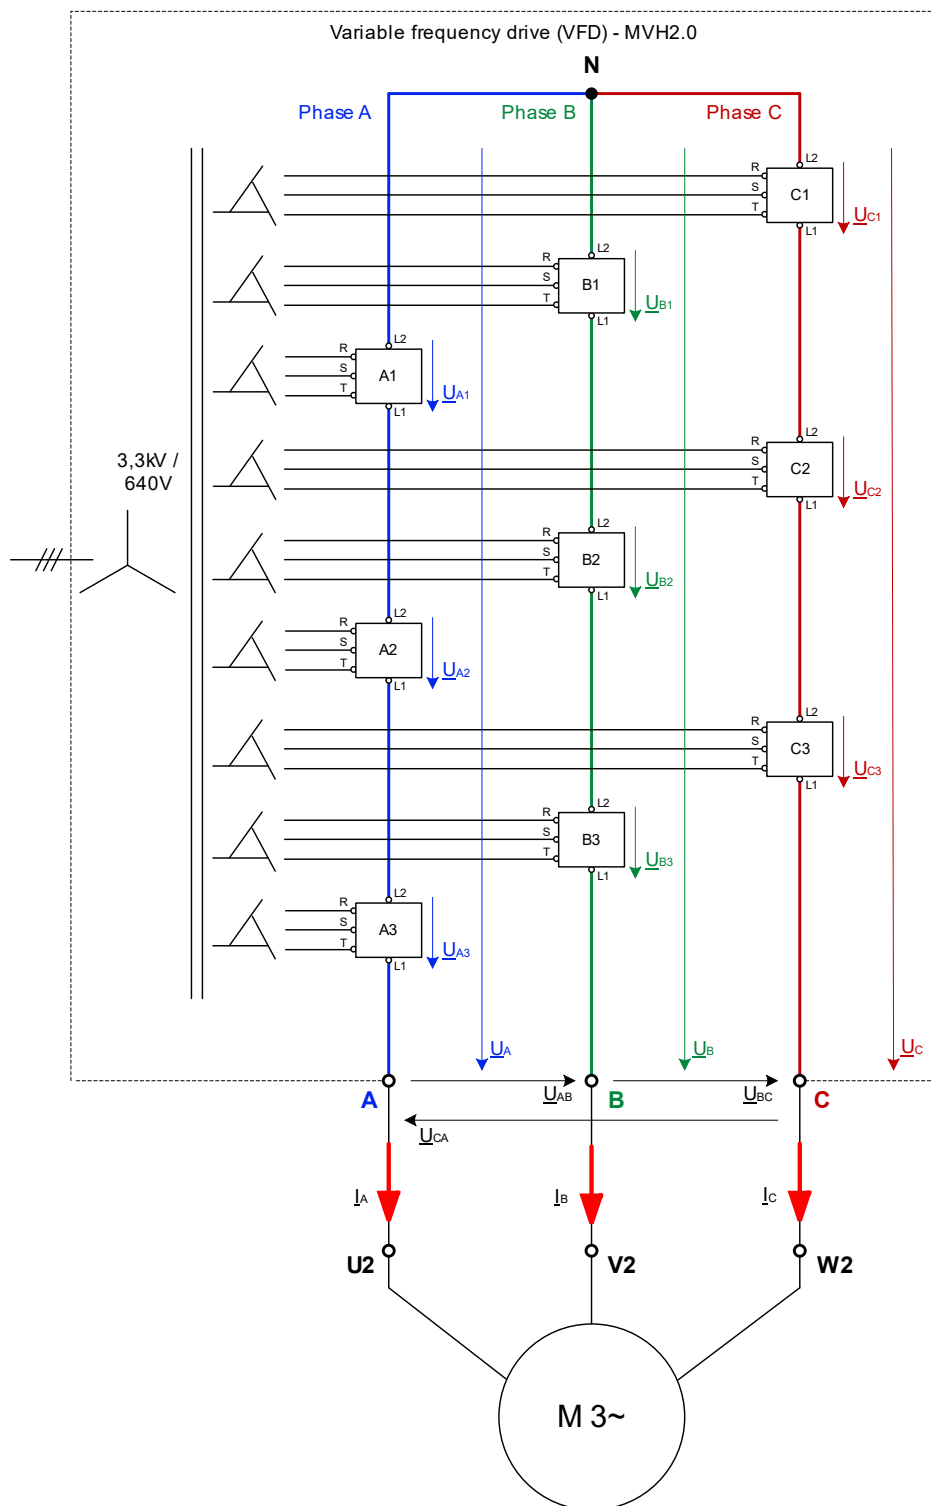 Variable frequency drive (VFD) - MVH2.0
N
Phase A
Phase B
Phase C
L2
R
S
T
C1
L1
UC1
L2
R
S
T
B1
L1
UB1
L2
R
S
T
A1
L1
UA1
L2
R
S
T
C2
L1
UC2
3,3kV /
640V
L2
R
S
T
B2
L1
UB2
L2
R
S
T
A2
L1
UA2
L2
R
S
T
C3
L1
UC3
L2
R
S
T
B3
L1
UB3
L2
R
S
T
A3
L1
UA3
UA
UB
UC
A
UAB
B
UBC
C
UCA
IA
IB
IC
U2
V2
W2
M 3~